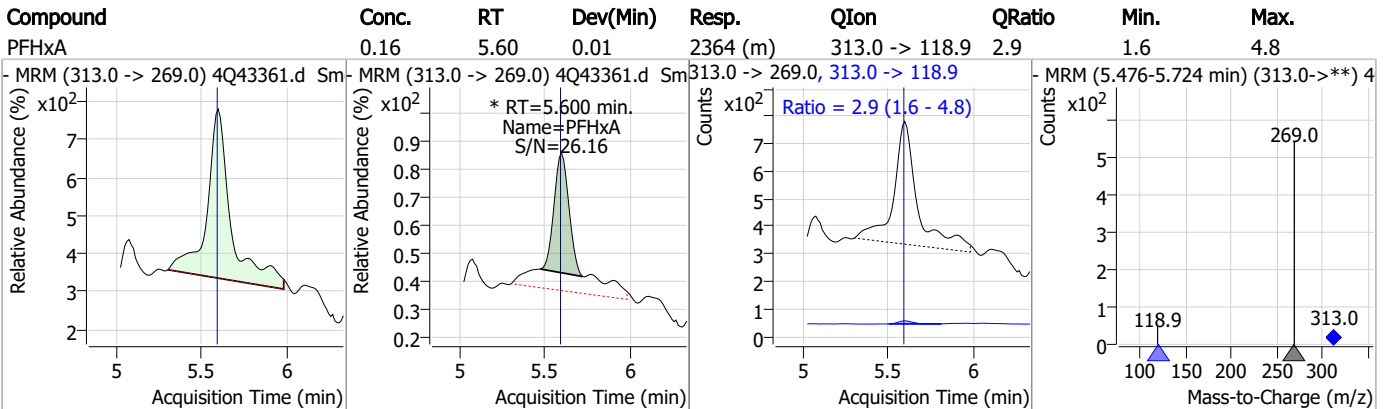 Compound Conc. RT Dev(Min) Resp. QIon QRatio Min. Max.
PFHxA 0.16 5.60 0.01 2364 (m) 313.0 -> 118.9 2.9 1.6 4.8
- MRM (313.0 -> 269.0) 4Q43361.d Sm
x10²
Relative Abundance (%)
7
6
5
4
3
2
5 5.5 6
Acquisition Time (min)
- MRM (313.0 -> 269.0) 4Q43361.d Sm
x10²
* RT=5.600 min.
Name=PFHxA
S/N=26.16
Relative Abundance (%)
0.9
0.8
0.7
0.6
0.5
0.4
0.3
0.2
5 5.5 6
Acquisition Time (min)
313.0 -> 269.0, 313.0 -> 118.9
x10²
Ratio = 2.9 (1.6 - 4.8)
Counts
7
6
5
4
3
2
1
0
5 5.5 6
Acquisition Time (min)
- MRM (5.476-5.724 min) (313.0->**) 4
x10²
Counts
269.0
118.9
313.0
5
4
3
2
1
0
100 150 200 250 300
Mass-to-Charge (m/z)